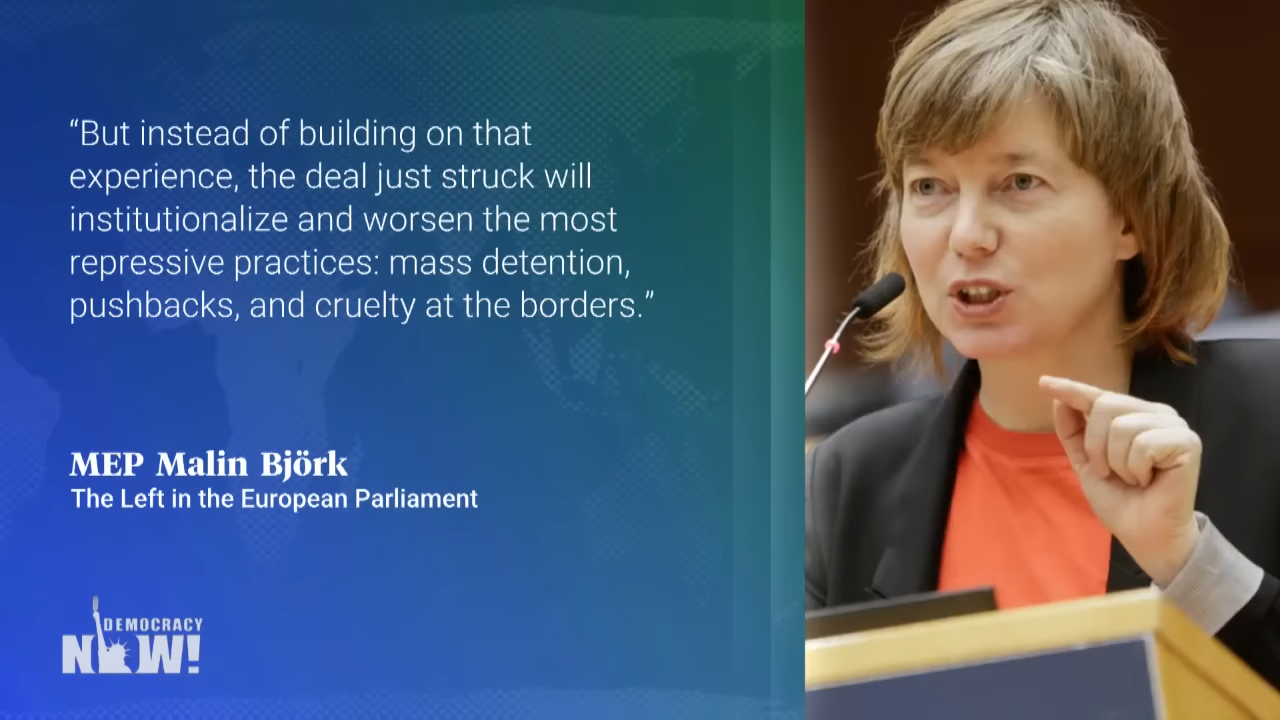 “But instead of building on that
experience, the deal just struck will
institutionalize and worsen the most
repressive practices: mass detention,
pushbacks, and cruelty at the borders.”
MEP Malin Björk
The Left in the European Parliament
DEMOCRACY
NOW!